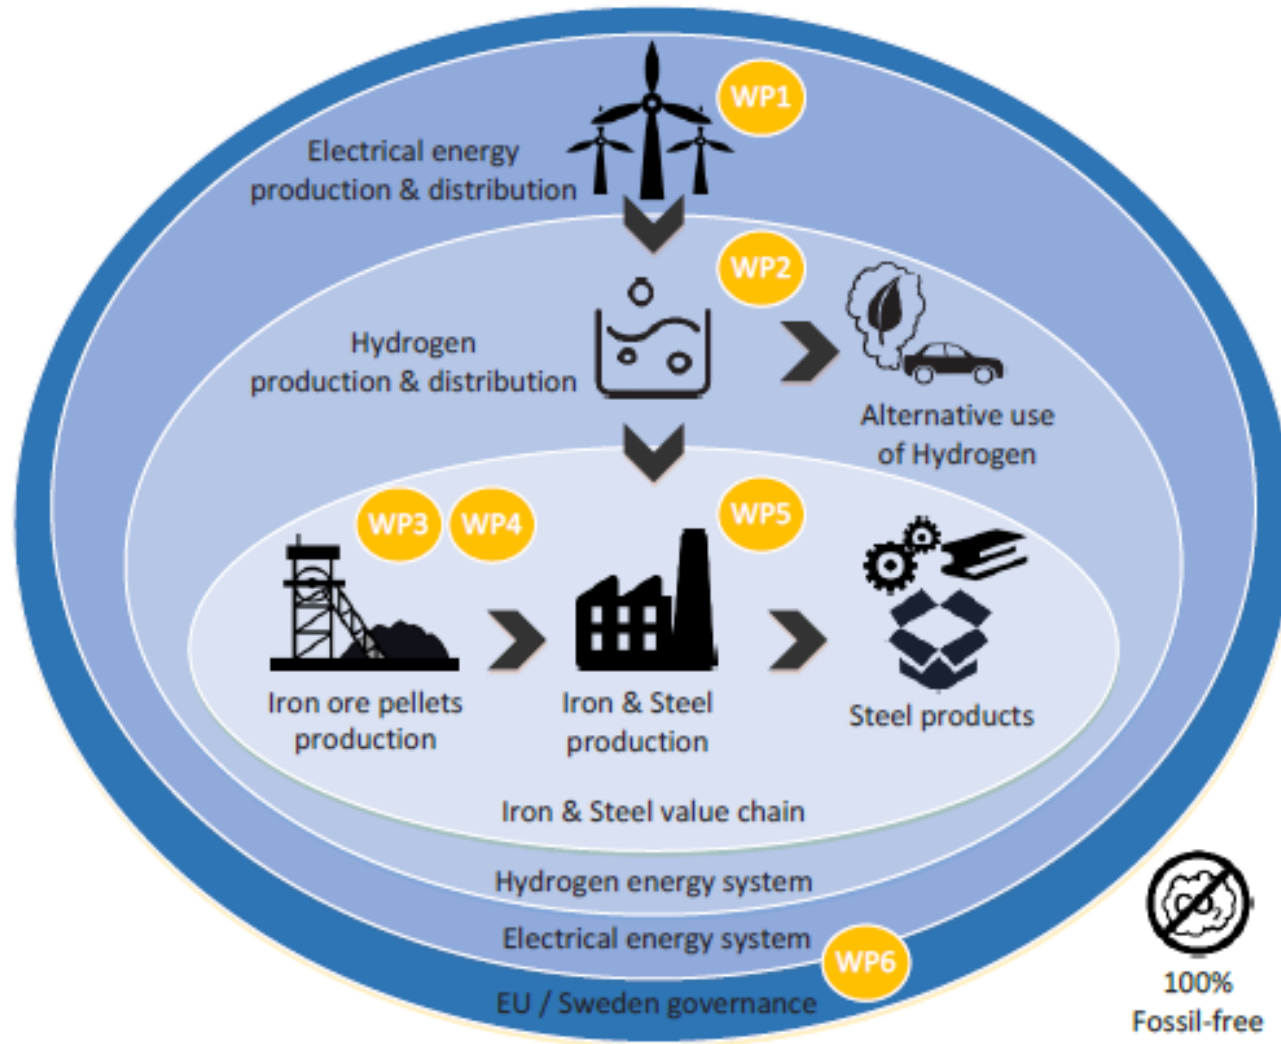 WP1
Electrical energy
production & distribution
WP2
Hydrogen
production & distribution
Alternative use
of Hydrogen
WP3
WP4
WP5
Iron ore pellets
production
Iron & Steel
production
Steel products
Iron & Steel value chain
Hydrogen energy system
Electrical energy system
WP6
EU / Sweden governance
100%
Fossil-free